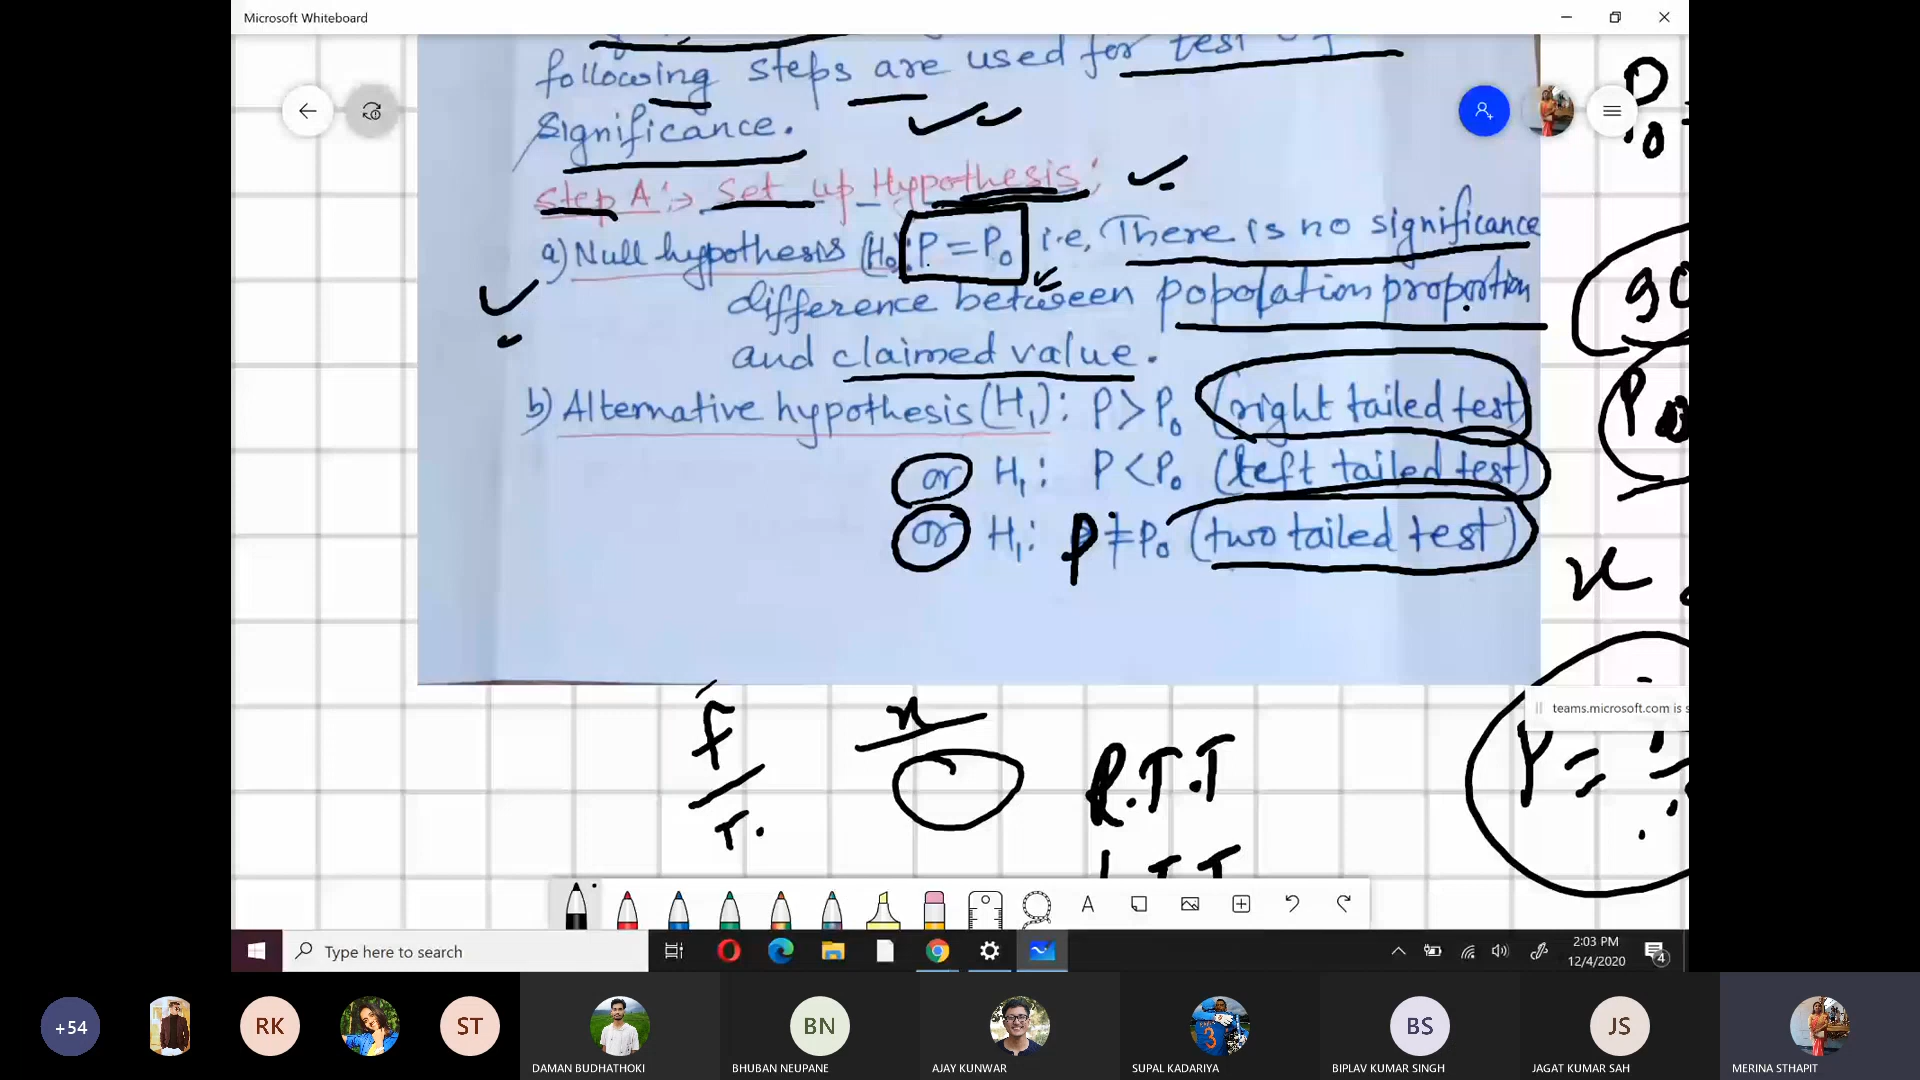 Microsoft Whiteboard
following steps are used for test of
significance.
step A:→ Set up Hypothesis:
a) Null hypothesis (H₀): P = P₀ i.e, There is no significance
difference between popolation proportion
and claimed value.
b) Alternative hypothesis (H₁): P > P₀ (right tailed test)
or H₁: P < P₀ (left tailed test)
or H₁: P ≠ P₀ (two tailed test)
90
P
x
teams.microsoft.com is s
f
T.
x
R.T.T
P =
Type here to search
2:03 PM
12/4/2020
4
+54
RK
ST
BN
BS
JS
3
DAMAN BUDHATHOKI
BHUBAN NEUPANE
AJAY KUNWAR
SUPAL KADARIYA
BIPLAV KUMAR SINGH
JAGAT KUMAR SAH
MERINA STHAPIT